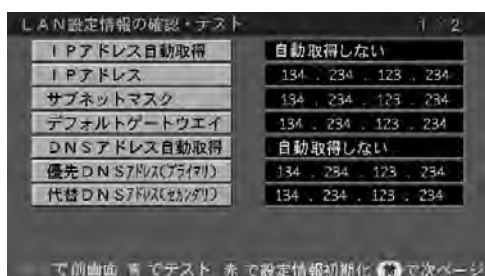 LAN設定情報の確認・テスト 1/2
IPアドレス自動取得 自動取得しない
IPアドレス 134 . 234 . 123 . 234
サブネットマスク 134 . 234 . 123 . 234
デフォルトゲートウエイ 134 . 234 . 123 . 234
DNSアドレス自動取得 自動取得しない
優先DNSアドレス(プライマリ) 134 . 234 . 123 . 234
代替DNSアドレス(セカンダリ) 134 . 234 . 123 . 234
で前画面 青 でテスト 赤 で設定情報初期化 で次ページ